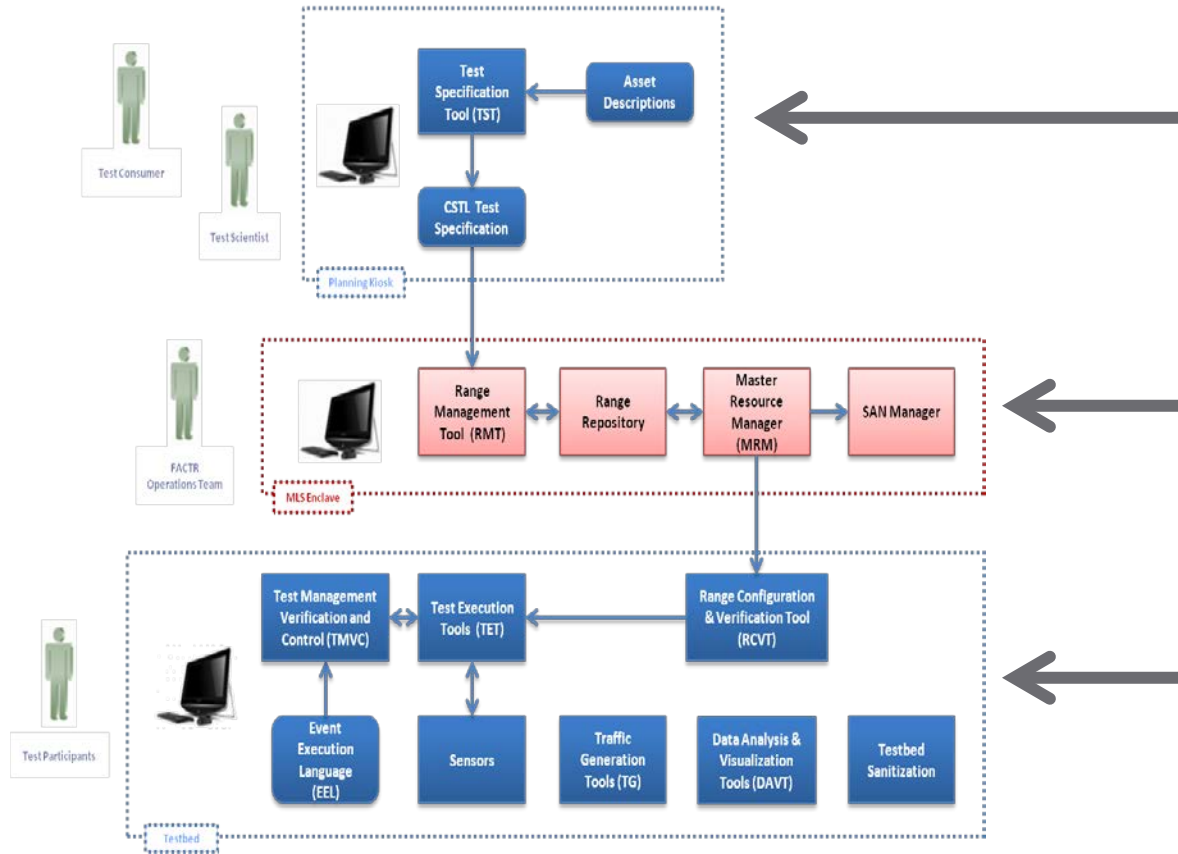 Test
Specification
Tool (TST)
Asset
Descriptions
Test Consumer
CSTL Test
Specification
Test Scientist
Planning Kiosk
Range
Management
Tool (RMT)
Range
Repository
Master
Resource
Manager
(MRM)
SAN Manager
FACTR
Operations Team
MLS Enclave
Test Management
Verification and
Control (TMVC)
Test Execution
Tools (TET)
Range Configuration
& Verification Tool
(RCVT)
Test Participants
Event
Execution
Language
(EEL)
Sensors
Traffic
Generation
Tools (TG)
Data Analysis &
Visualization
Tools (DAVT)
Testbed
Sanitization
Testbed